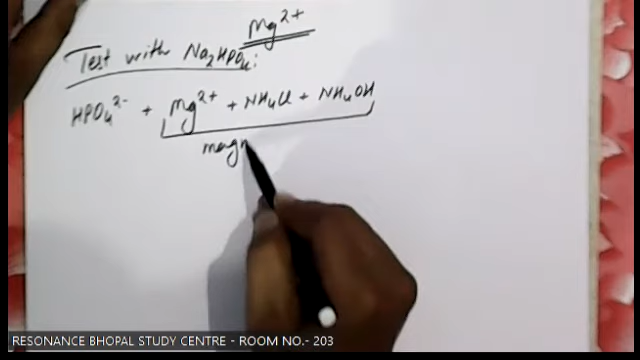 Mg²⁺
Test with Na₂HPO₄:
HPO₄²⁻ + Mg²⁺ + NH₄Cl + NH₄OH
magn
RESONANCE BHOPAL STUDY CENTRE - ROOM NO.- 203